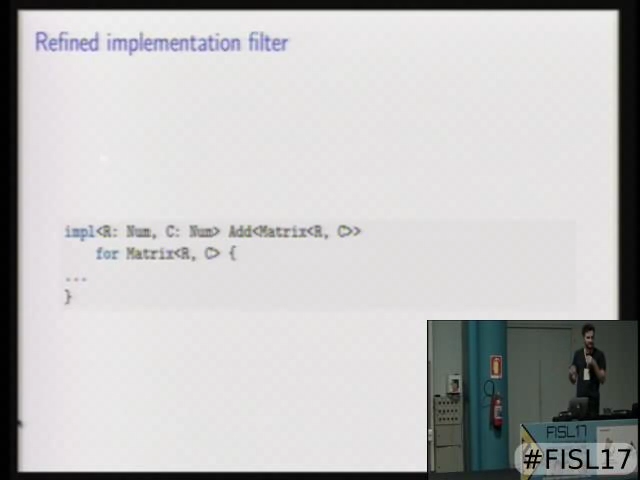 Refined implementation filter
impl<R: Num, C: Num> Add<Matrix<R, C>>
for Matrix<R, C> {
...
}
FISL17
#FISL17